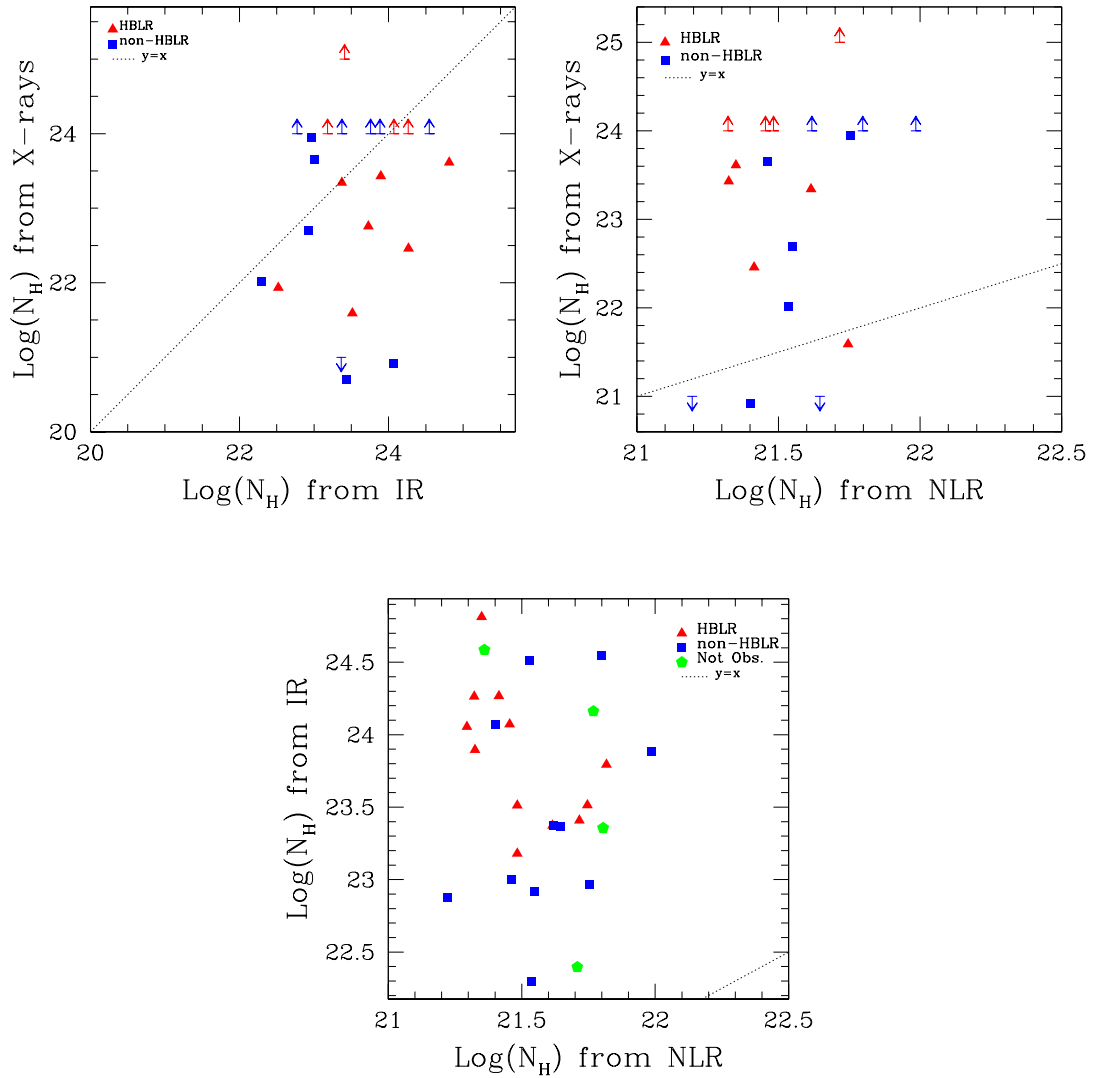 HBLR
non-HBLR
y=x
24
22
20
20
22
24
Log(N_H) from X-rays
Log(N_H) from IR
HBLR
non-HBLR
y=x
25
24
23
22
21
21
21.5
22
22.5
Log(N_H) from X-rays
Log(N_H) from NLR
HBLR
non-HBLR
Not Obs.
y=x
24.5
24
23.5
23
22.5
21
21.5
22
22.5
Log(N_H) from IR
Log(N_H) from NLR